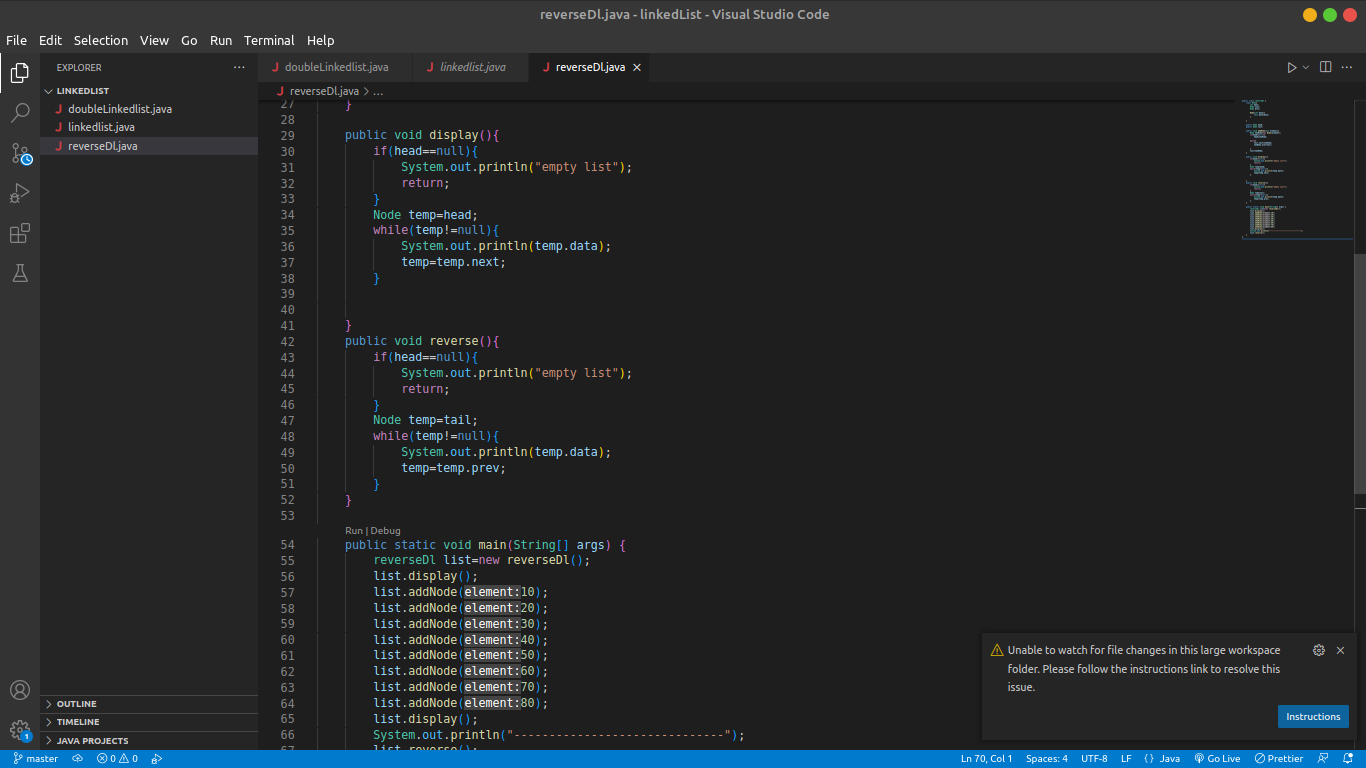 reverseDl.java - linkedList - Visual Studio Code
File Edit Selection View Go Run Terminal Help
EXPLORER ...
doubleLinkedlist.java linkedlist.java reverseDl.java
LINKEDLIST
doubleLinkedlist.java
linkedlist.java
reverseDl.java
reverseDl.java > ...
27 }
28
29 public void display(){
30 if(head==null){
31 System.out.println("empty list");
32 return;
33 }
34 Node temp=head;
35 while(temp!=null){
36 System.out.println(temp.data);
37 temp=temp.next;
38 }
39
40
41 }
42 public void reverse(){
43 if(head==null){
44 System.out.println("empty list");
45 return;
46 }
47 Node temp=tail;
48 while(temp!=null){
49 System.out.println(temp.data);
50 temp=temp.prev;
51 }
52 }
53
Run | Debug
54 public static void main(String[] args) {
55 reverseDl list=new reverseDl();
56 list.display();
57 list.addNode(element:10);
58 list.addNode(element:20);
59 list.addNode(element:30);
60 list.addNode(element:40);
61 list.addNode(element:50);
62 list.addNode(element:60);
63 list.addNode(element:70);
64 list.addNode(element:80);
65 list.display();
66 System.out.println("------------------------------");
67 list.reverse();
Unable to watch for file changes in this large workspace
folder. Please follow the instructions link to resolve this
issue.
Instructions
OUTLINE
TIMELINE
JAVA PROJECTS
1
master 0 0 Ln 70, Col 1 Spaces: 4 UTF-8 LF {} Java Go Live Prettier